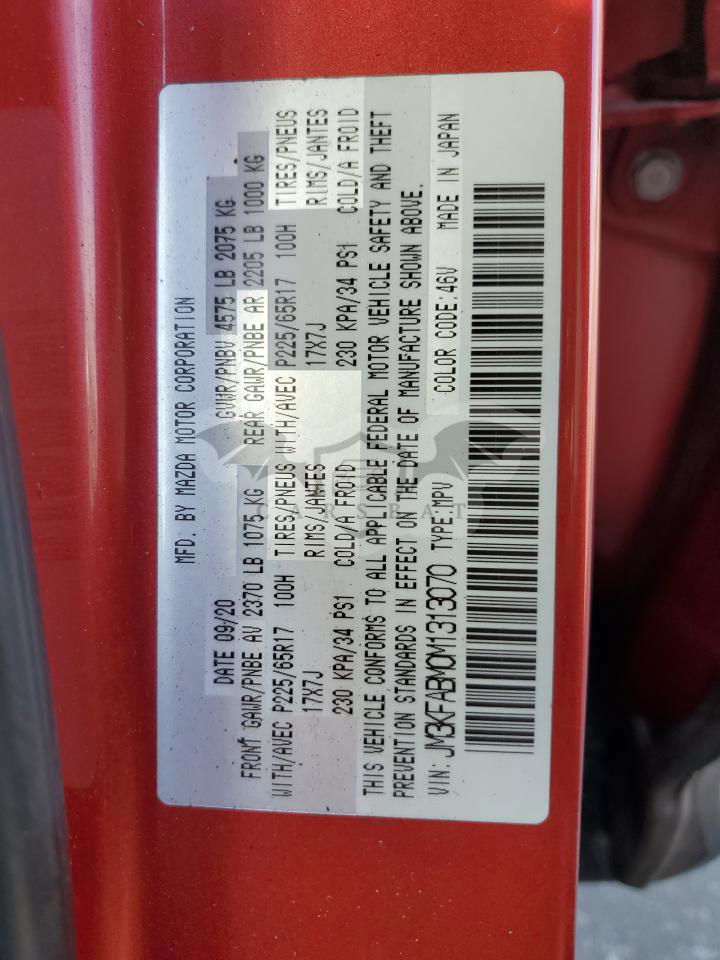 MFD. BY MAZDA MOTOR CORPORATION
DATE 09/20 GVWR/PNBV 4575 LB 2075 KG
FRONT GAWR/PNBE AV 2370 LB 1075 KG REAR GAWR/PNBE AR 2205 LB 1000 KG
WITH/AVEC P225/65R17 100H TIRES/PNEUS WITH/AVEC P225/65R17 100H TIRES/PNEUS
17X7J RIMS/JANTES 17X7J RIMS/JANTES
230 KPA/34 PSI COLD/A FROID 230 KPA/34 PSI COLD/A FROID
THIS VEHICLE CONFORMS TO ALL APPLICABLE FEDERAL MOTOR VEHICLE SAFETY AND THEFT
PREVENTION STANDARDS IN EFFECT ON THE DATE OF MANUFACTURE SHOWN ABOVE.
VIN: JM3KFABM0M1313070 TYPE:MPV COLOR CODE:46V MADE IN JAPAN
CARSBAT